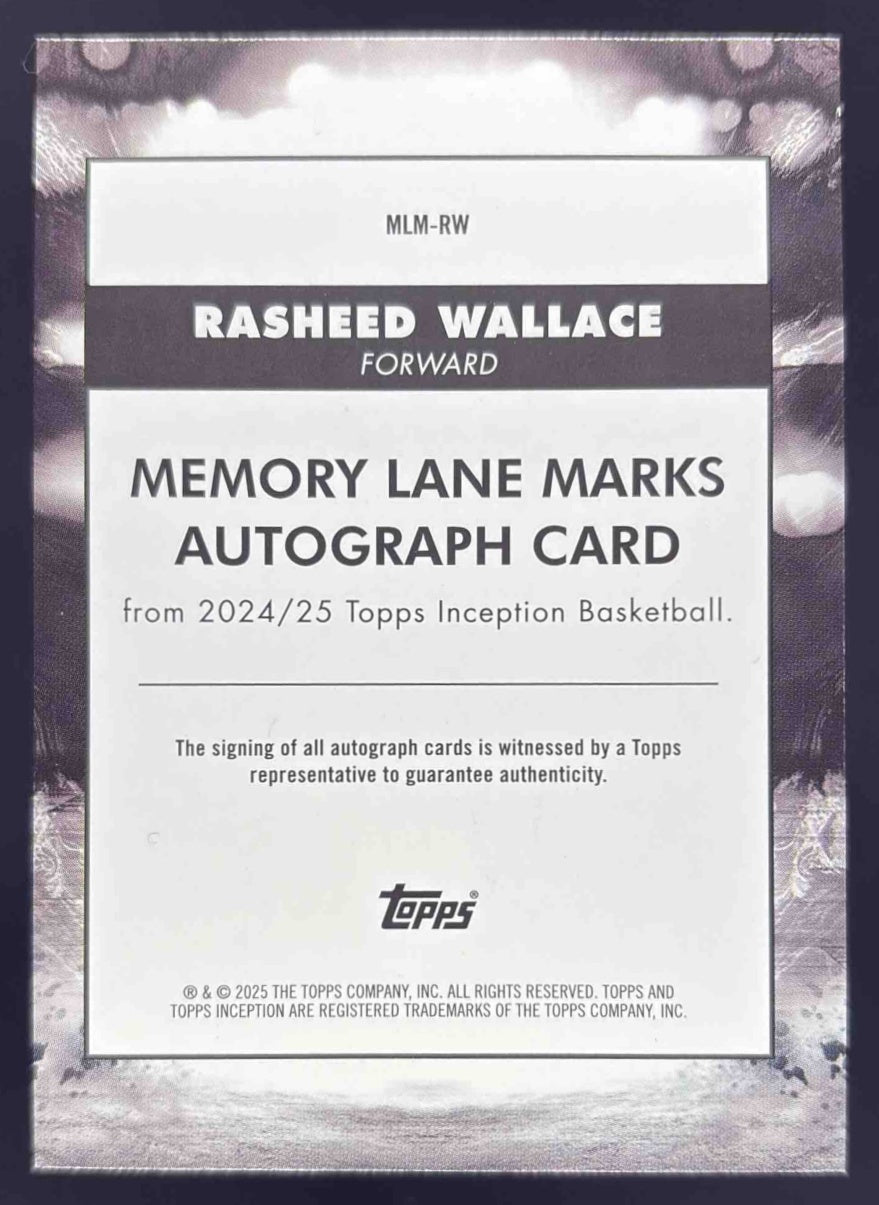 MLM-RW
RASHEED WALLACE
FORWARD
MEMORY LANE MARKS
AUTOGRAPH CARD
from 2024/25 Topps Inception Basketball.
The signing of all autograph cards is witnessed by a Topps
representative to guarantee authenticity.
topps®
® & © 2025 THE TOPPS COMPANY, INC. ALL RIGHTS RESERVED. TOPPS AND
TOPPS INCEPTION ARE REGISTERED TRADEMARKS OF THE TOPPS COMPANY, INC.